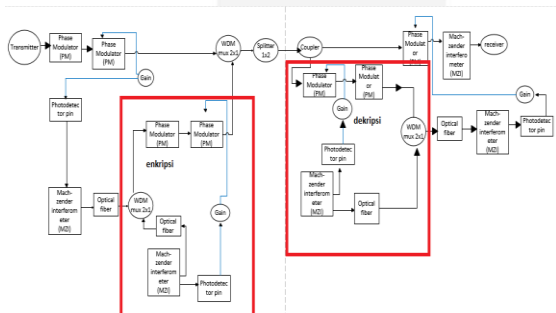 Transmitter
Phase
Modulator
(PM)
Phase
Modulator
(PM)
Gain
WDM
mux 2x1
Splitter
1x2
Coupler
Phase
Modulat
or
(PM)
Mach-
zender
interfero
meter
(MZI)
receiver
Photodetec
tor pin
Mach-
zender
interferom
eter
(MZI)
Optical
fiber
WDM
mux 2x1
Phase
Modulator
(PM)
Phase
Modulator
(PM)
enkripsi
Optical
fiber
Gain
Mach-
zender
interferom
eter
(MZI)
Photodetec
tor pin
Phase
Modulator
(PM)
Phase
Modulat
or
(PM)
Gain
dekripsi
Photodetec
tor pin
Mach-
zender
interferom
eter
(MZI)
Optical
fiber
WDM
mux 2x1
Optical
fiber
Mach-
zender
interferom
eter
(MZI)
Gain
Photodetec
tor pin